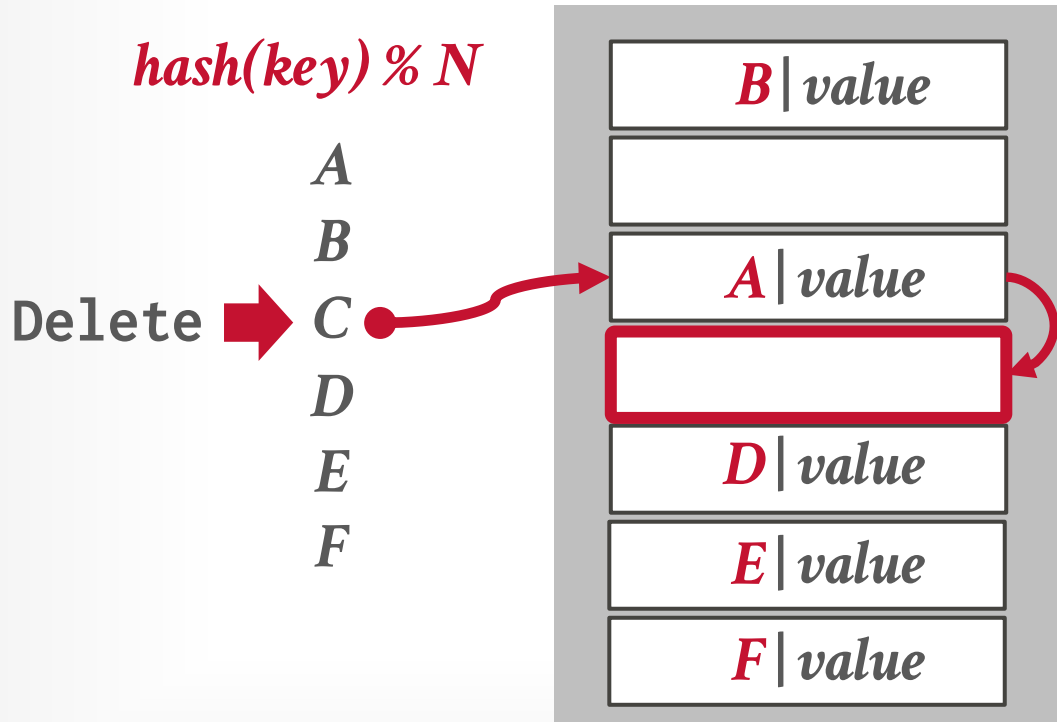 hash(key) % N
A
B
Delete C
D
E
F
B|value
A|value
D|value
E|value
F|value